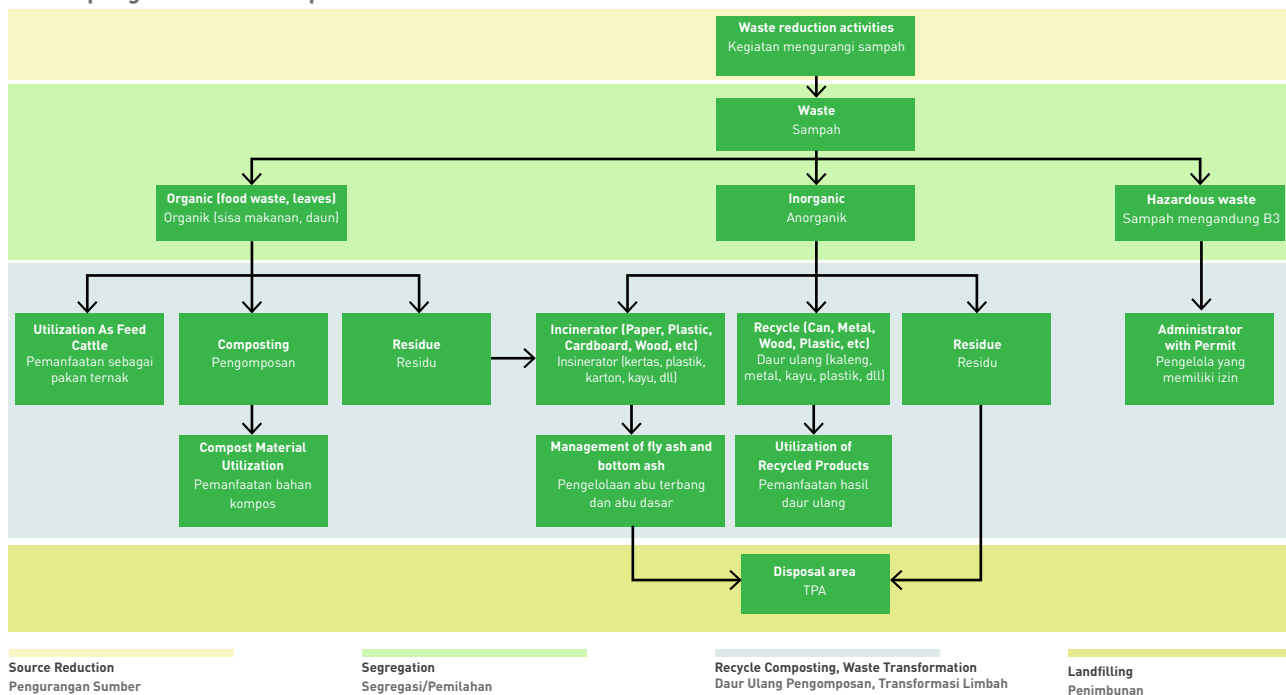 Waste reduction activities
Kegiatan mengurangi sampah
Waste
Sampah
Organic (food waste, leaves)
Organik (sisa makanan, daun)
Inorganic
Anorganik
Hazardous waste
Sampah mengandung B3
Utilization As Feed
Cattle
Pemanfaatan sebagai
pakan ternak
Composting
Pengomposan
Residue
Residu
Incinerator (Paper, Plastic,
Cardboard, Wood, etc)
Insinerator (kertas, plastik,
karton, kayu, dll)
Recycle (Can, Metal,
Wood, Plastic, etc)
Daur ulang (kaleng,
metal, kayu, plastik, dll)
Residue
Residu
Administrator
with Permit
Pengelola yang
memiliki izin
Compost Material
Utilization
Pemanfaatan bahan
kompos
Management of fly ash and
bottom ash
Pengelolaan abu terbang
dan abu dasar
Utilization of
Recycled Products
Pemanfaatan hasil
daur ulang
Disposal area
TPA
Source Reduction
Pengurangan Sumber
Segregation
Segregasi/Pemilahan
Recycle Composting, Waste Transformation
Daur Ulang Pengomposan, Transformasi Limbah
Landfilling
Penimbunan